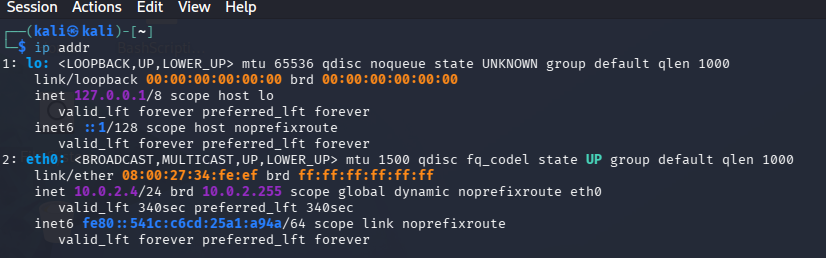 Session Actions Edit View Help
┌──(kali㉿kali)-[~]
└─$ ip addr
1: lo: <LOOPBACK,UP,LOWER_UP> mtu 65536 qdisc noqueue state UNKNOWN group default qlen 1000
    link/loopback 00:00:00:00:00:00 brd 00:00:00:00:00:00
    inet 127.0.0.1/8 scope host lo
       valid_lft forever preferred_lft forever
    inet6 ::1/128 scope host noprefixroute
       valid_lft forever preferred_lft forever
2: eth0: <BROADCAST,MULTICAST,UP,LOWER_UP> mtu 1500 qdisc fq_codel state UP group default qlen 1000
    link/ether 08:00:27:34:fe:ef brd ff:ff:ff:ff:ff:ff
    inet 10.0.2.4/24 brd 10.0.2.255 scope global dynamic noprefixroute eth0
       valid_lft 340sec preferred_lft 340sec
    inet6 fe80::541c:c6cd:25a1:a94a/64 scope link noprefixroute
       valid_lft forever preferred_lft forever